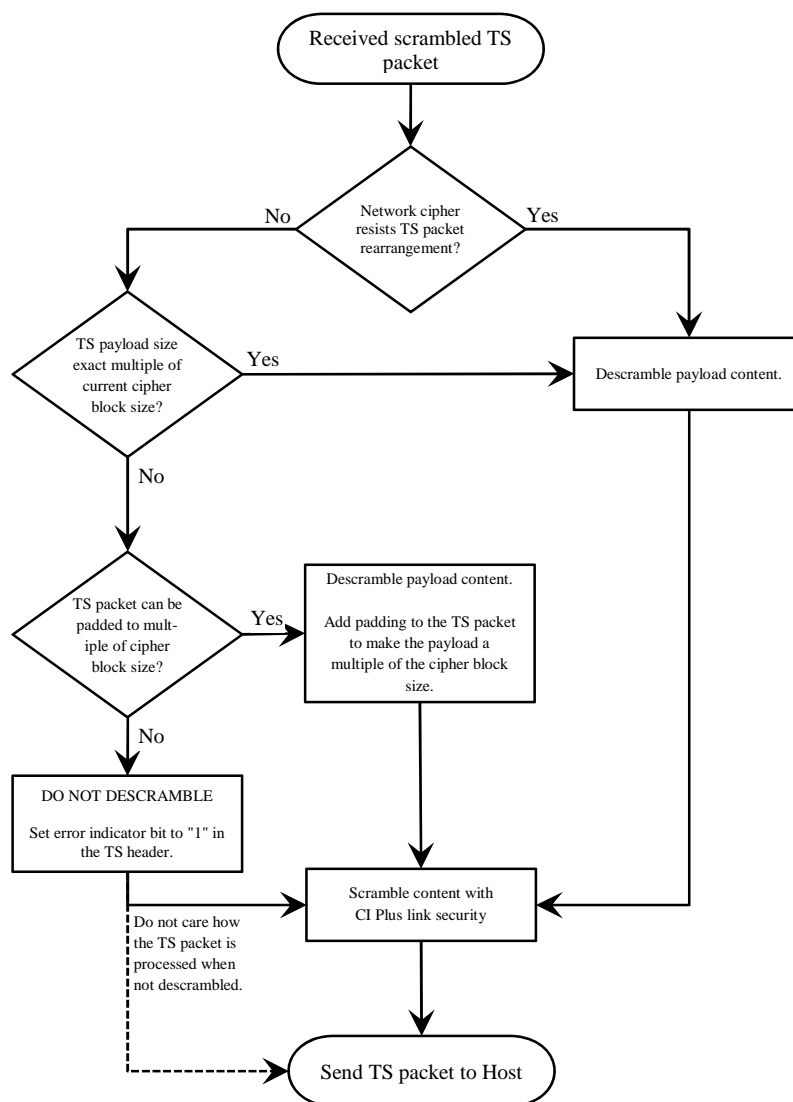 Received scrambled TS
packet
No
Network cipher
resists TS packet
rearrangement?
Yes
TS payload size
exact multiple of
current cipher
block size?
Yes
Descramble payload content.
No
TS packet can be
padded to mult-
iple of cipher
block size?
Yes
Descramble payload content.
Add padding to the TS packet
to make the payload a
multiple of the cipher block
size.
No
DO NOT DESCRAMBLE
Set error indicator bit to "1" in
the TS header.
Scramble content with
CI Plus link security
Do not care how
the TS packet is
processed when
not descrambled.
Send TS packet to Host